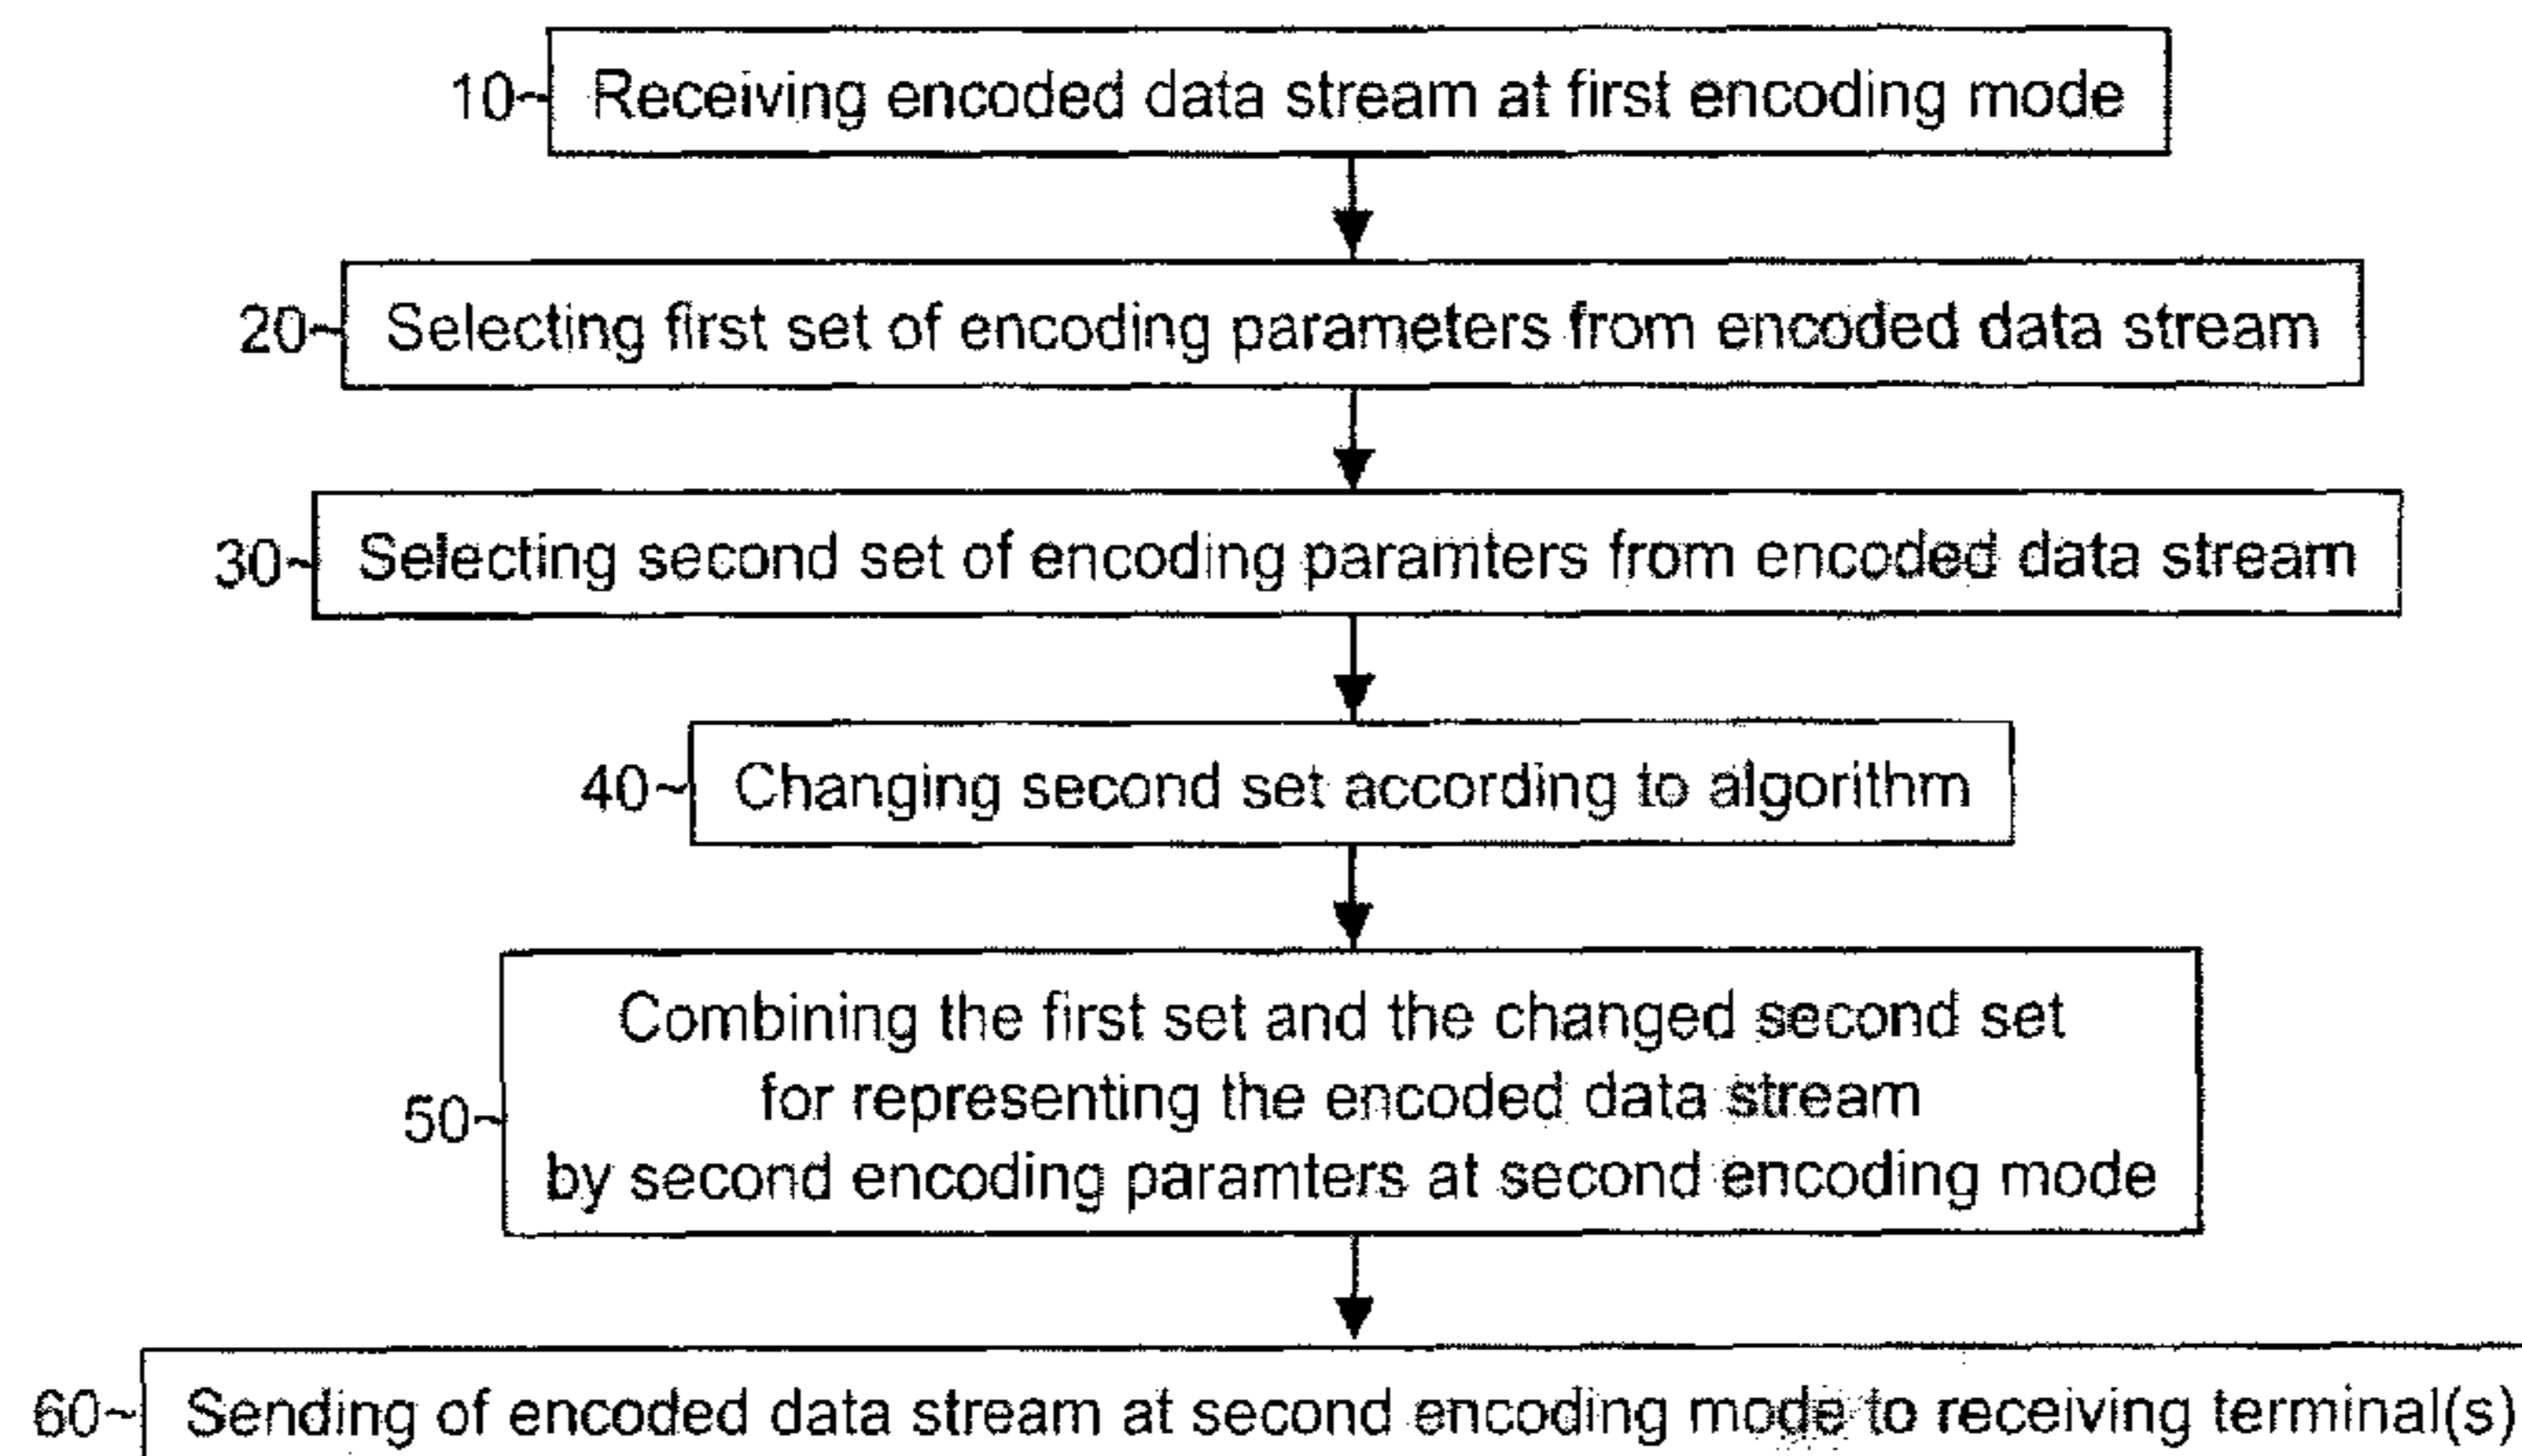 10~ Receiving encoded data stream at first encoding mode
20~ Selecting first set of encoding parameters from encoded data stream
30~ Selecting second set of encoding paramters from encoded data stream
40~ Changing second set according to algorithm
Combining the first set and the changed second set
for representing the encoded data stream
50~
by second encoding paramters at second encoding mode
60~ Sending of encoded data stream at second encoding mode to receiving terminal(s)